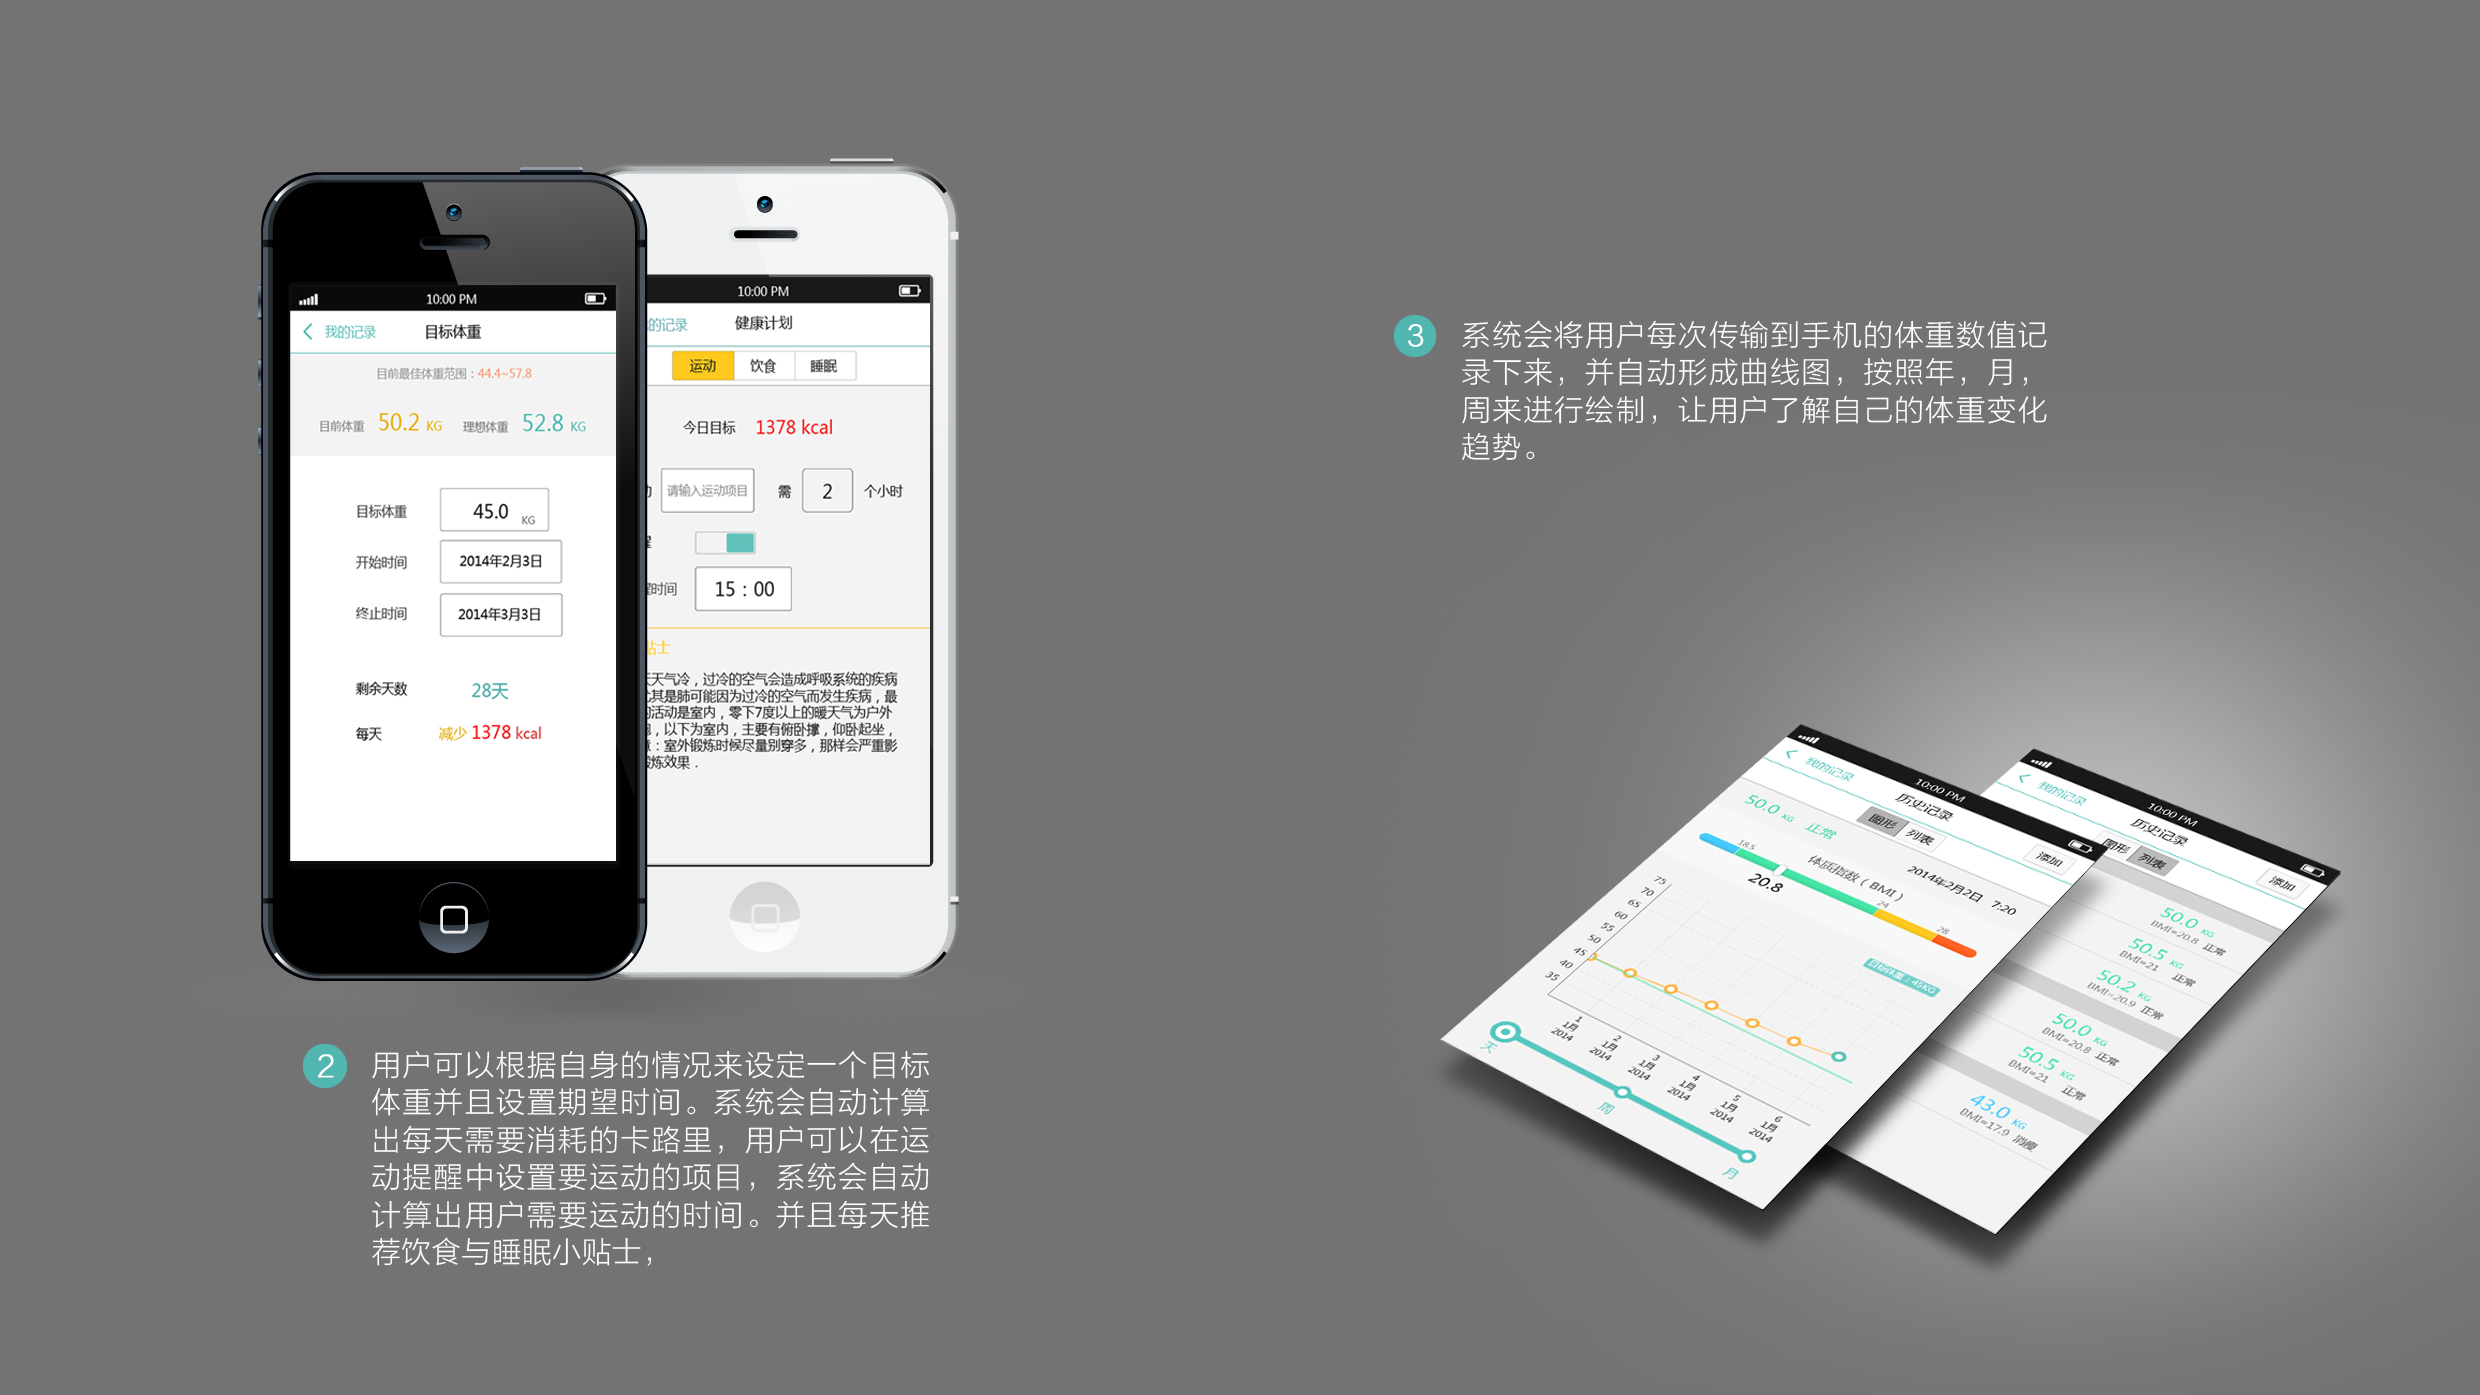 10:00 PM
我的记录
目标体重
目前最佳体重范围：44.4~57.8
目前体重 50.2 KG 理想体重 52.8 KG
目标体重 45.0 KG
开始时间 2014年2月3日
终止时间 2014年3月3日
剩余天数 28天
每天 减少 1378 kcal
10:00 PM
的记录 健康计划
运动 饮食 睡眠
今日目标 1378 kcal
请输入运动项目 需 2 个小时
时间 15：00
贴士
天气冷，过冷的空气会造成呼吸系统的疾病
其是肺可能因为过冷的空气而发生疾病，最
活动是室内，零下7度以上的暖天气为户外
，以下为室内，主要有俯卧撑，仰卧起坐，
：室外锻炼时候尽量别穿多，那样会严重影
炼效果．
2 用户可以根据自身的情况来设定一个目标
体重并且设置期望时间。系统会自动计算
出每天需要消耗的卡路里，用户可以在运
动提醒中设置要运动的项目，系统会自动
计算出用户需要运动的时间。并且每天推
荐饮食与睡眠小贴士，
3 系统会将用户每次传输到手机的体重数值记
录下来，并自动形成曲线图，按照年，月，
周来进行绘制，让用户了解自己的体重变化
趋势。
10:00 PM
我的记录
历史记录
图形 列表
添加
50.0 KG 正常
2014年2月2日 7:20
体质指数（BMI）
18.5
24
28
20.8
75
70
65
60
55
50
45
40
35
目标体重：45KG
1
1月
2014
2
1月
2014
3
1月
2014
4
1月
2014
5
1月
2014
6
1月
2014
天
周
月
10:00 PM
我的记录
历史记录
图形 列表
添加
50.0 KG
BMI=20.8 正常
50.5 KG
BMI=21 正常
50.2 KG
BMI=20.9 正常
50.0 KG
BMI=20.8 正常
50.5 KG
BMI=21 正常
43.0 KG
BMI=17.9 消瘦